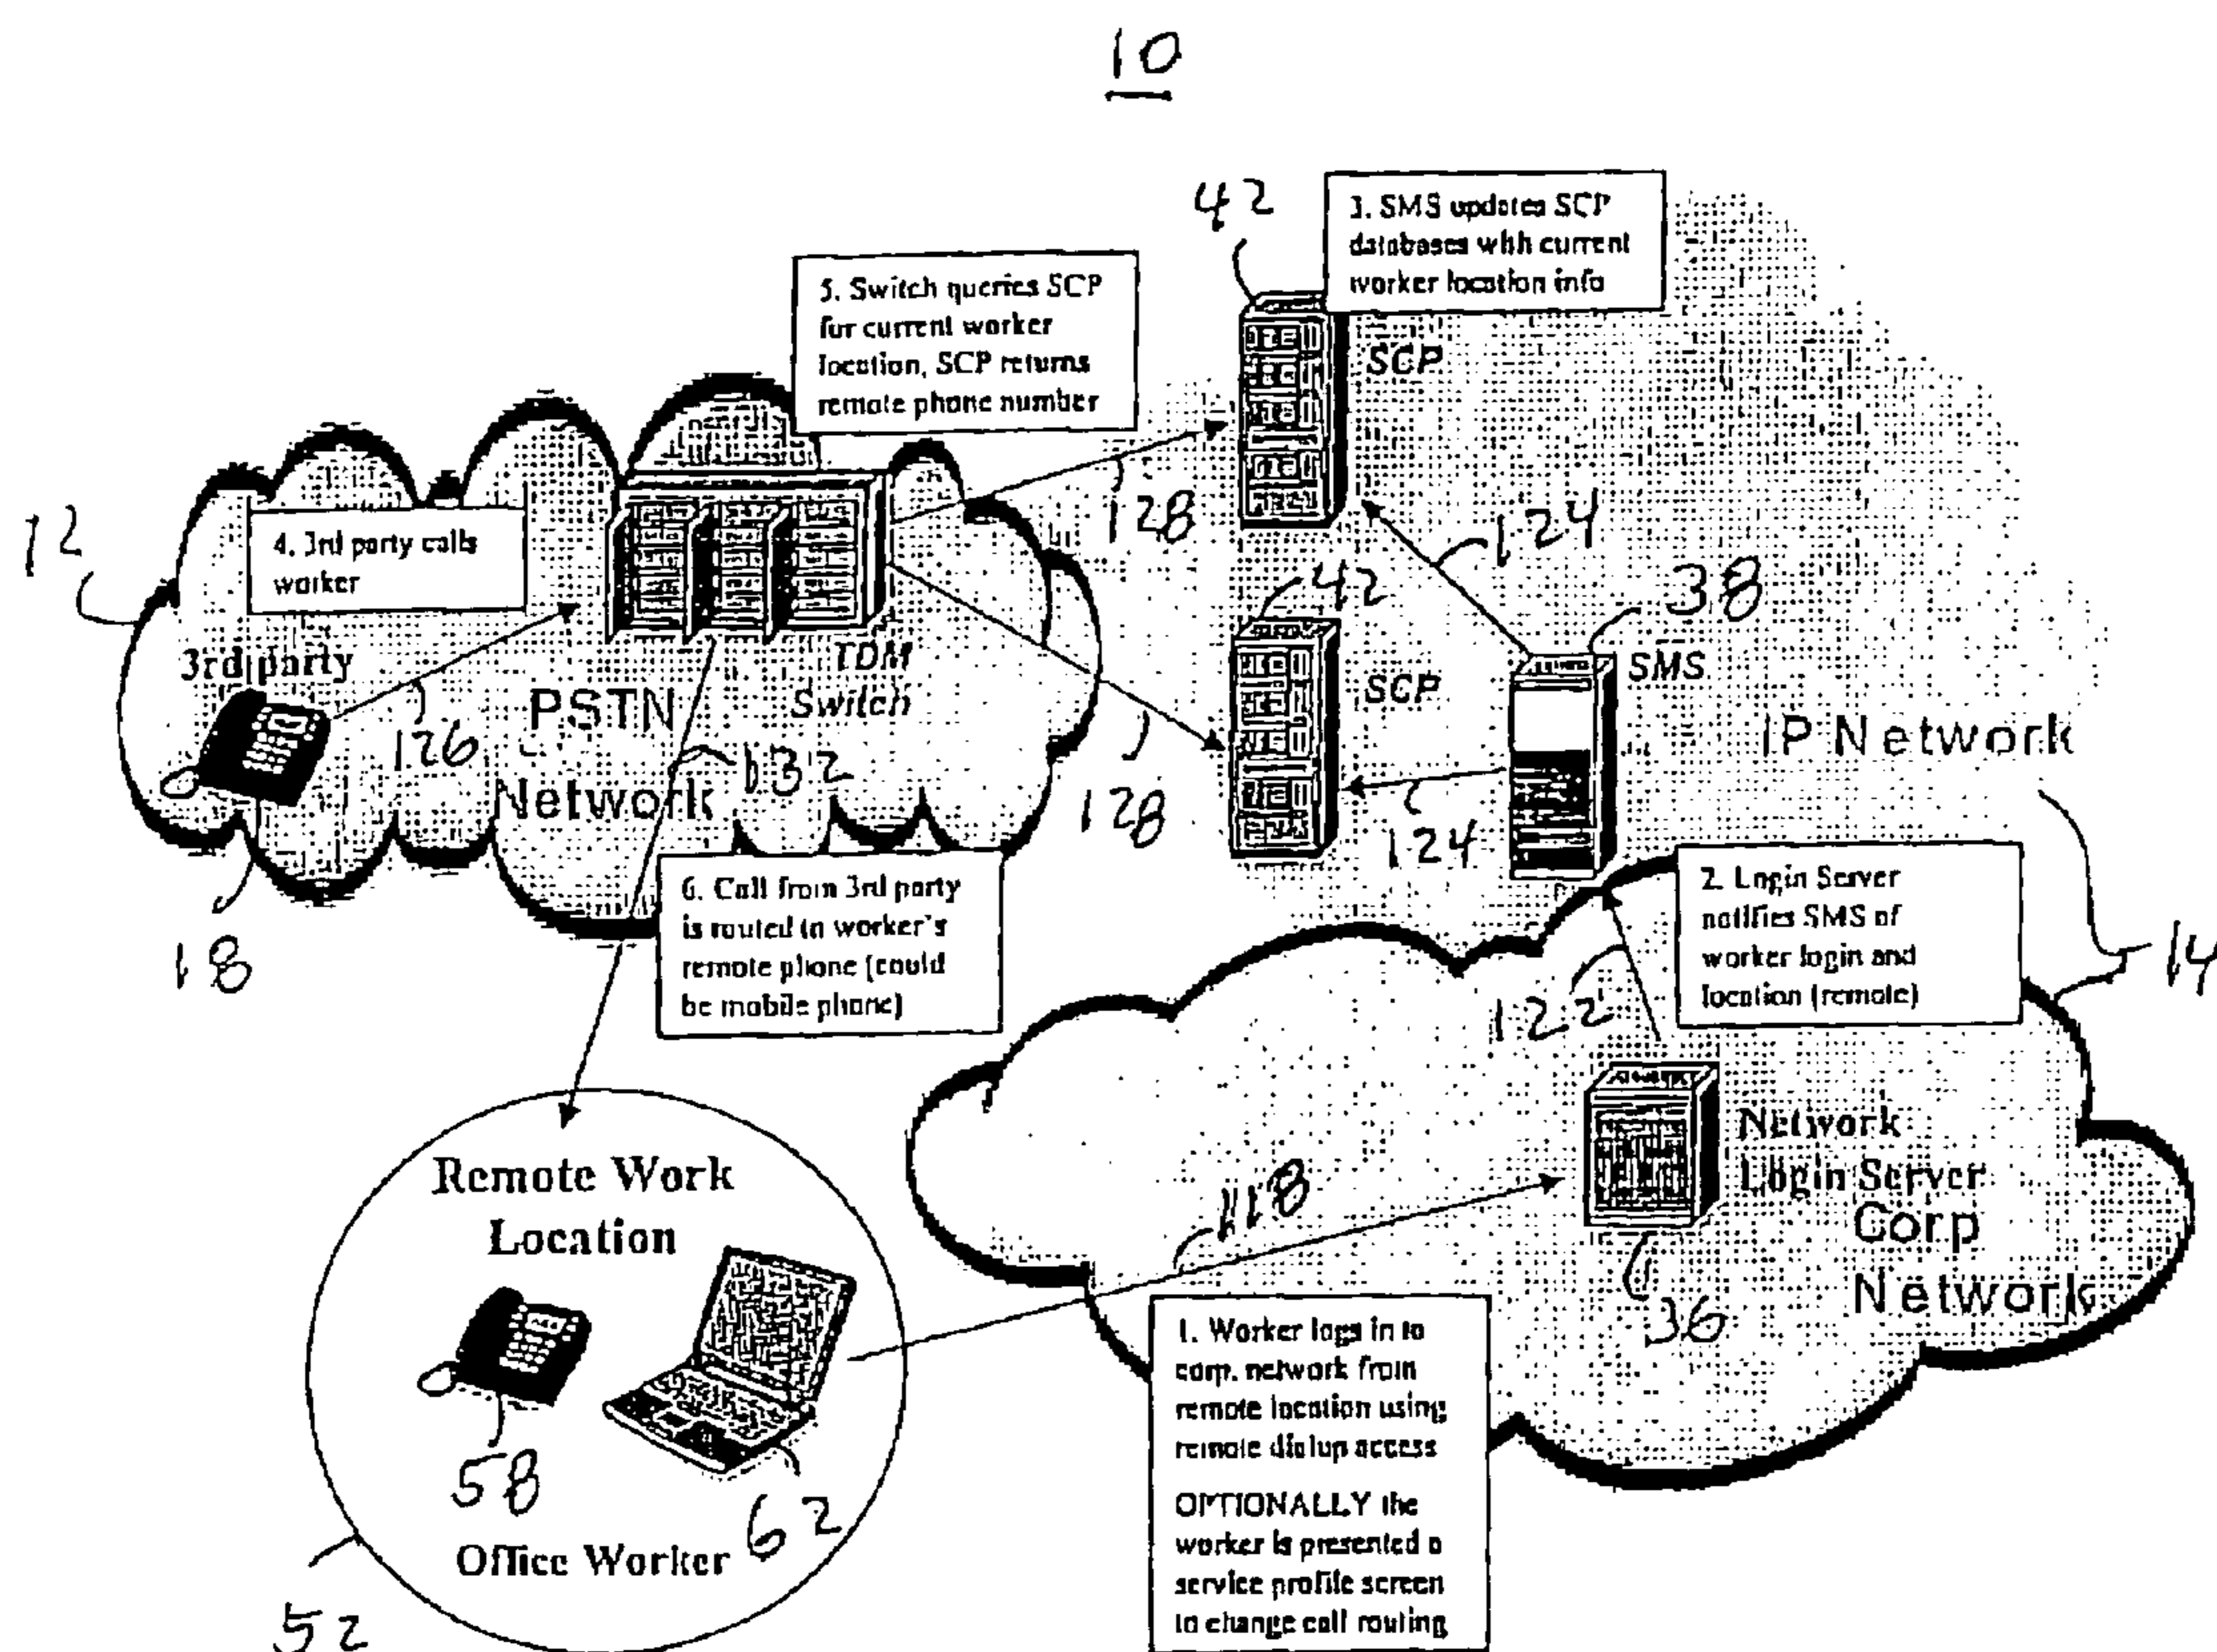 10
42
3. SMS updates SCP
databases with current
worker location info
5. Switch queries SCP
for current worker
location, SCP returns
remote phone number
SCP
12
4. 3rd party calls
worker
128
124
42
38
3rd party
TDM
Switch
SCP
SMS
126
PSTN
Network
132
IP Network
128
124
18
6. Call from 3rd party
is routed to worker's
remote phone (could
be mobile phone)
2. Login Server
notifies SMS of
worker login and
location (remote)
14
122
Remote Work
Location
118
Network
Login Server
Corp
Network
36
1. Worker logs in to
corp. network from
remote location using
remote dialup access
OPTIONALLY the
worker is presented a
service profile screen
to change call routing
58
62
Office Worker
52